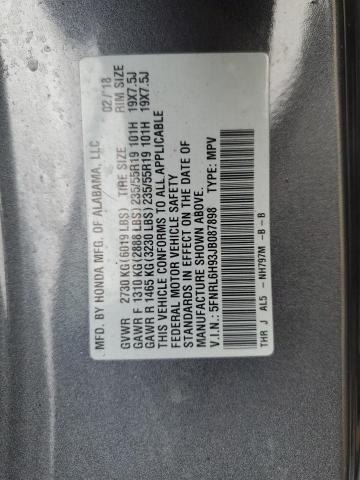 MFD. BY HONDA MFG. OF ALABAMA, LLC 02/18
GVWR 2730 KG(6019 LBS) TIRE SIZE RIM SIZE
GAWR F 1310 KG(2888 LBS) 235/55R19 101H 19X7.5J
GAWR R 1465 KG(3230 LBS) 235/55R19 101H 19X7.5J
THIS VEHICLE CONFORMS TO ALL APPLICABLE
FEDERAL MOTOR VEHICLE SAFETY
STANDARDS IN EFFECT ON THE DATE OF
MANUFACTURE SHOWN ABOVE.
V.I.N.: 5FNRL6H93JB087898 TYPE: MPV
THR J AL5 - NH797M -B -B